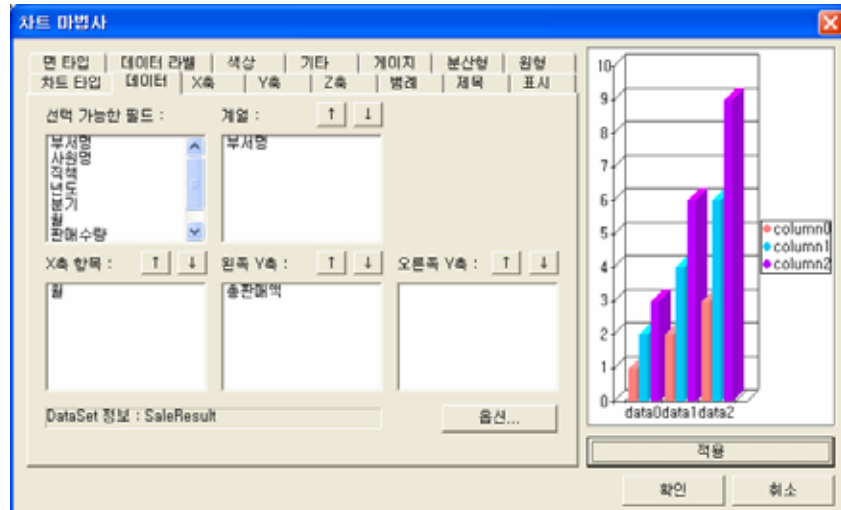 차트 마법사
면 타입 데이터 라벨 색상 기타 게이지 분산형 원형
차트 타입 데이터 X축 Y축 Z축 범례 제목 표시
선택 가능한 필드 :
부서명
사원명
직책
년도
분기
월
판매수량
계열 : ↑ ↓
부서명
X축 항목 : ↑ ↓
월
왼쪽 Y축 : ↑ ↓
총판매액
오른쪽 Y축 : ↑ ↓
DataSet 정보 : SaleResult
옵션...
10
9
8
7
6
5
4
3
2
1
0
data0 data1 data2
column0
column1
column2
적용
확인 취소